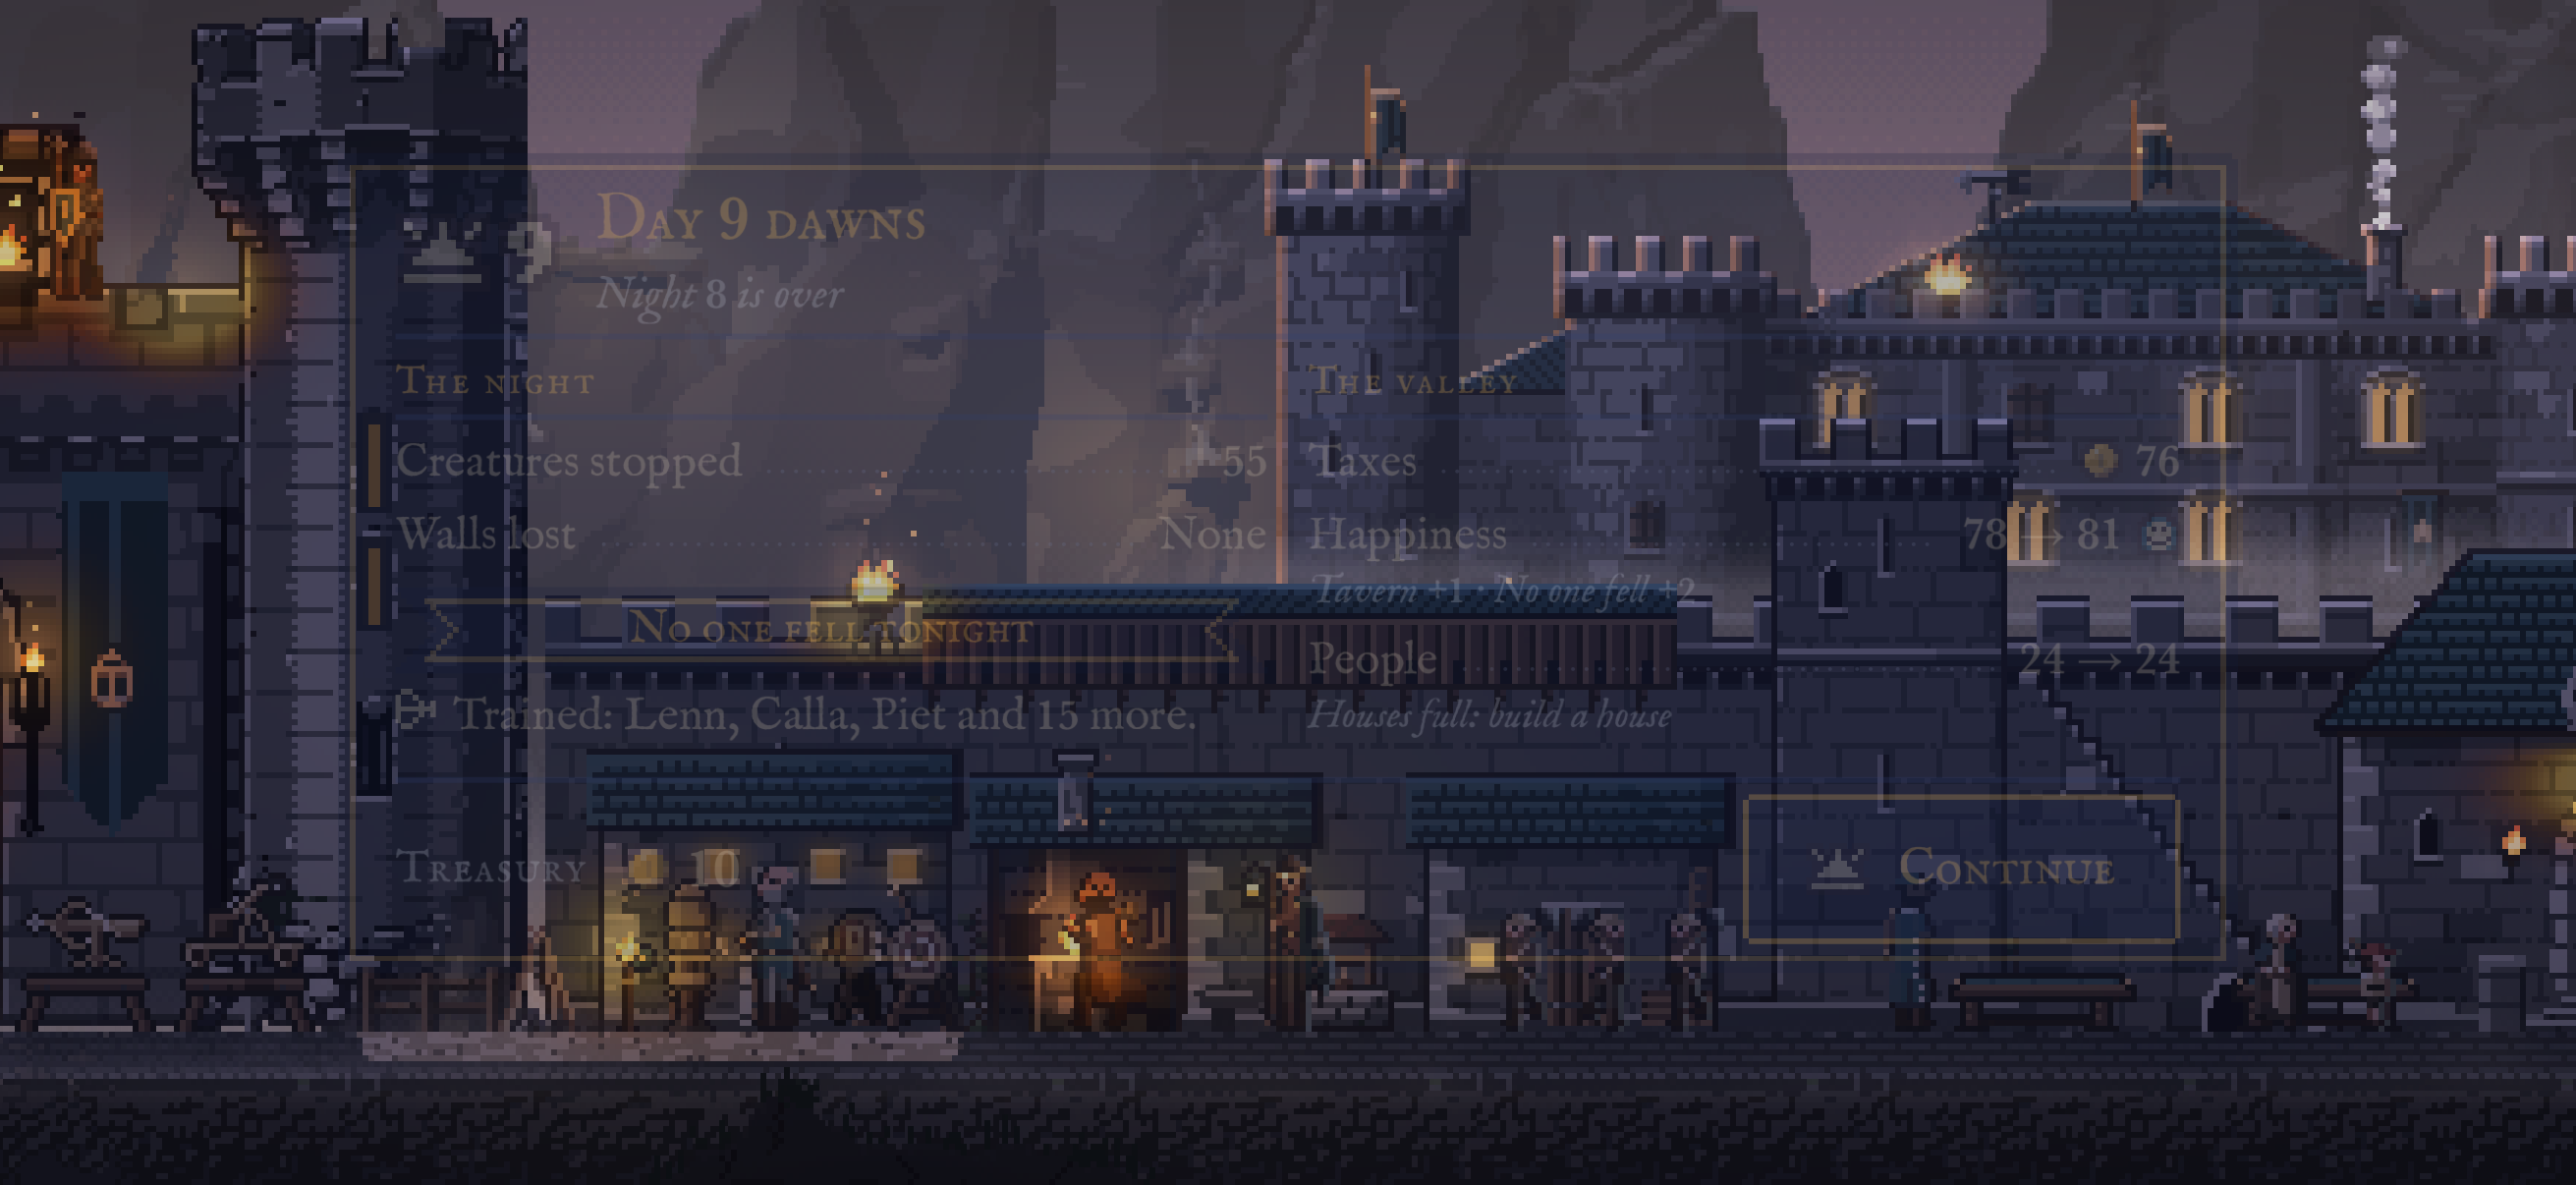 9
Day 9 dawns
Night 8 is over
The night
Creatures stopped 55
Walls lost None
No one fell tonight
Trained: Lenn, Calla, Piet and 15 more.
The valley
Taxes 76
Happiness 78 → 81
Tavern +1 · No one fell +2
People 24 → 24
Houses full: build a house
Treasury 10
Continue